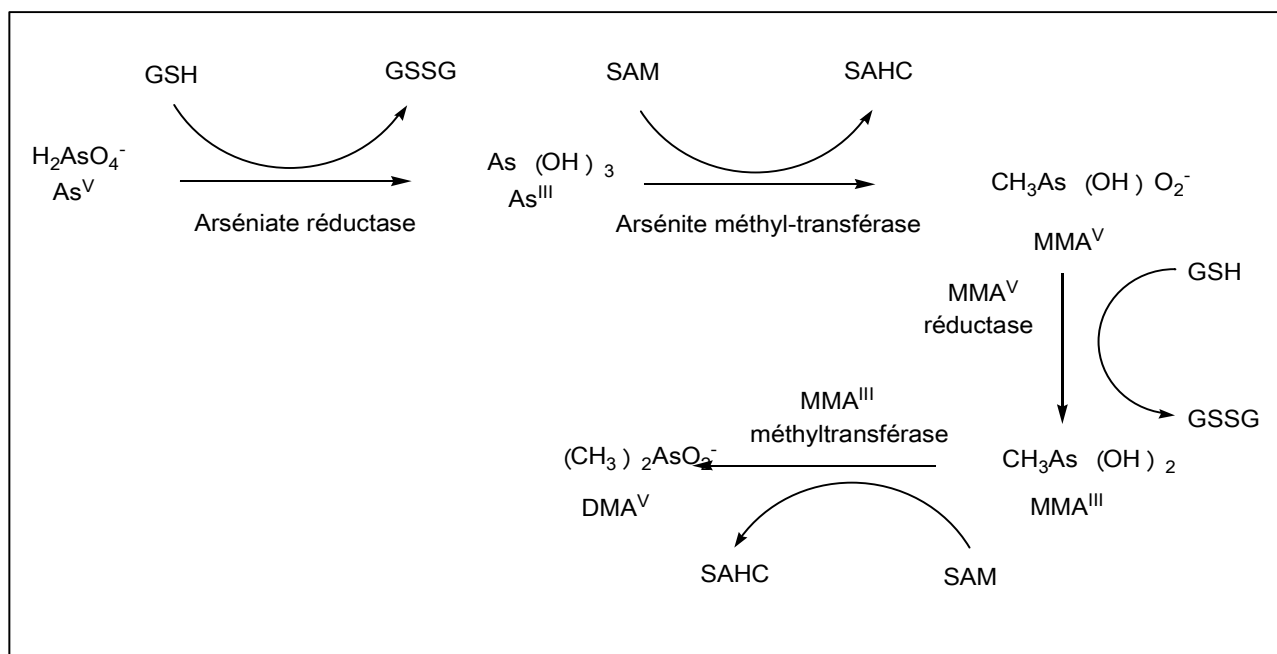 GSH
GSSG
SAM
SAHC
H₂AsO₄⁻
Asⱽ
As (OH) ₃
Asᴵᴵᴵ
CH₃As (OH) O₂⁻
Arséniate réductase
Arsénite méthyl-transférase
MMAⱽ
GSH
MMAⱽ
réductase
MMAᴵᴵᴵ
méthyltransférase
GSSG
(CH₃) ₂AsO₂⁻
CH₃As (OH) ₂
DMAⱽ
MMAᴵᴵᴵ
SAHC
SAM